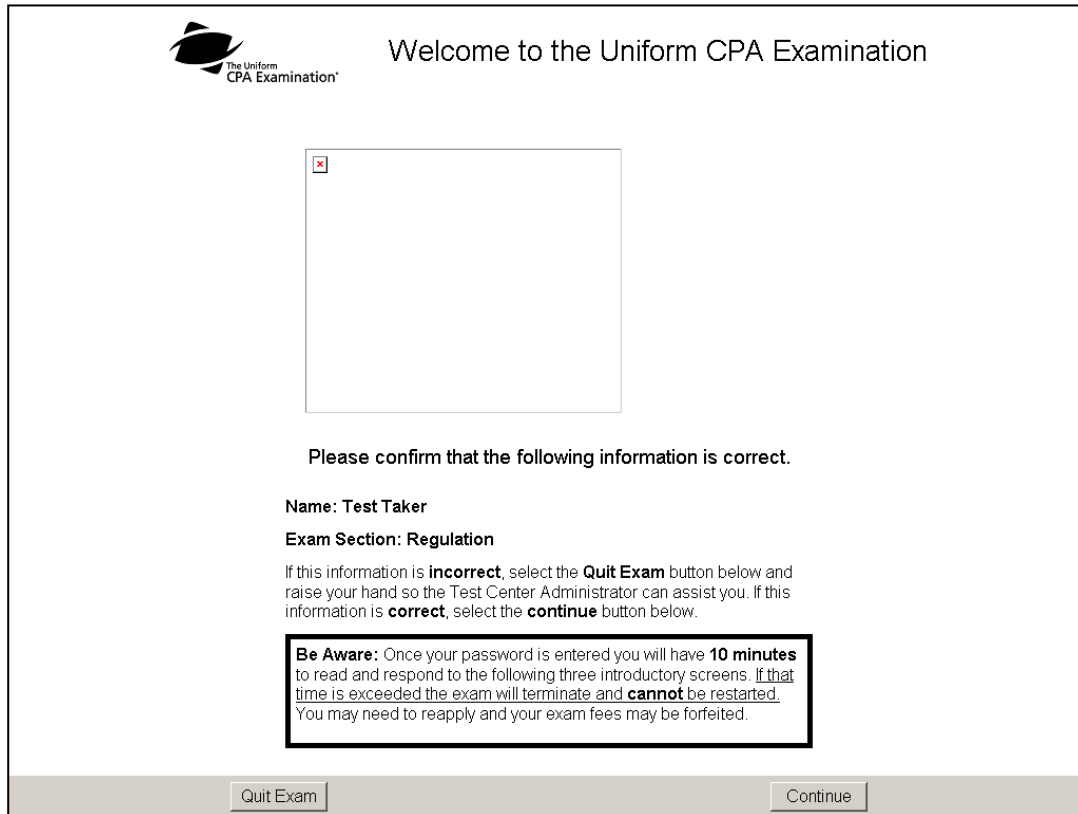 The Uniform
CPA Examination
Welcome to the Uniform CPA Examination
Please confirm that the following information is correct.
Name: Test Taker
Exam Section: Regulation
If this information is incorrect, select the Quit Exam button below and
raise your hand so the Test Center Administrator can assist you. If this
information is correct, select the continue button below.
Be Aware: Once your password is entered you will have 10 minutes
to read and respond to the following three introductory screens. If that
time is exceeded the exam will terminate and cannot be restarted.
You may need to reapply and your exam fees may be forfeited.
Quit Exam
Continue